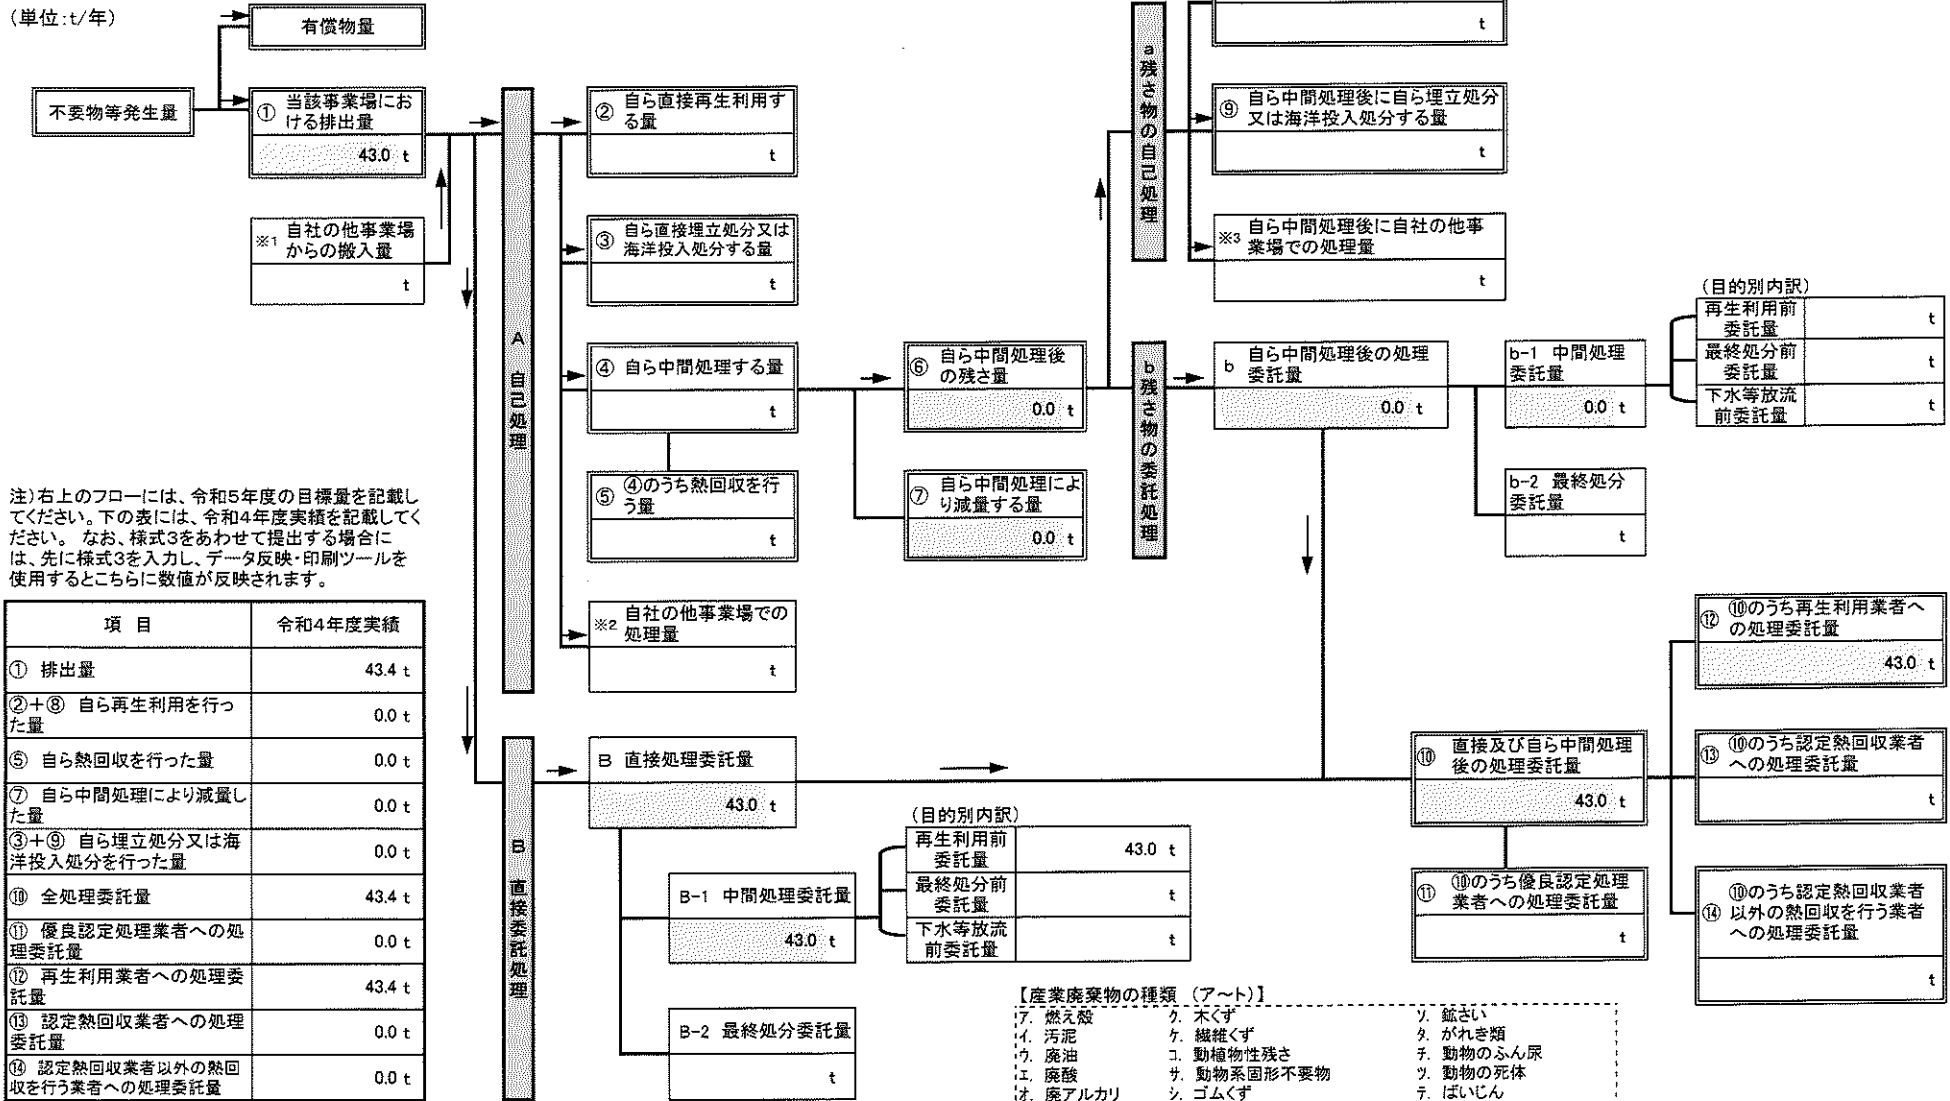 (単位:t/年)
有償物量
不要物等発生量
① 当該事業場にお
ける排出量
43.0 t
※1 自社の他事業場
からの搬入量
t
A 自己処理
② 自ら直接再生利用す
る量
t
③ 自ら直接埋立処分又は
海洋投入処分する量
t
④ 自ら中間処理する量
t
⑤ ④のうち熱回収を行
う量
t
※2 自社の他事業場での
処理量
t
⑥ 自ら中間処理後
の残さ量
0.0 t
⑦ 自ら中間処理によ
り減量する量
0.0 t
a 残さ物の自己処理
t
⑨ 自ら中間処理後に自ら埋立処分
又は海洋投入処分する量
t
※3 自ら中間処理後に自社の他事
業場での処理量
t
b 残さ物の委託処理
b 自ら中間処理後の処理
委託量
0.0 t
b-1 中間処理
委託量
0.0 t
b-2 最終処分
委託量
t
(目的別内訳)
再生利用前
委託量
t
最終処分前
委託量
t
下水等放流
前委託量
t
注)右上のフローには、令和5年度の目標量を記載し
てください。下の表には、令和4年度実績を記載してく
ださい。 なお、様式3をあわせて提出する場合に
は、先に様式3を入力し、データ反映・印刷ツールを
使用するとこちらに数値が反映されます。
項 目 令和4年度実績
① 排出量 43.4 t
②+⑧ 自ら再生利用を行っ
た量 0.0 t
⑤ 自ら熱回収を行った量 0.0 t
⑦ 自ら中間処理により減量し
た量 0.0 t
③+⑨ 自ら埋立処分又は海
洋投入処分を行った量 0.0 t
⑩ 全処理委託量 43.4 t
⑪ 優良認定処理業者への処
理委託量 0.0 t
⑫ 再生利用業者への処理委
託量 43.4 t
⑬ 認定熱回収業者への処理
委託量 0.0 t
⑭ 認定熱回収業者以外の熱回
収を行う業者への処理委託量 0.0 t
B 直接委託処理
B 直接処理委託量
43.0 t
B-1 中間処理委託量
43.0 t
B-2 最終処分委託量
t
(目的別内訳)
再生利用前
委託量
43.0 t
最終処分前
委託量
t
下水等放流
前委託量
t
⑩ 直接及び自ら中間処理
後の処理委託量
43.0 t
⑪ ⑩のうち優良認定処理
業者への処理委託量
t
⑫ ⑩のうち再生利用業者へ
の処理委託量
43.0 t
⑬ ⑩のうち認定熱回収業者
への処理委託量
t
⑭ ⑩のうち認定熱回収業者
以外の熱回収を行う業者
への処理委託量
t
【産業廃棄物の種類 (ア~ト)】
ア. 燃え殻 ク. 木くず ソ. 鉱さい
イ. 汚泥 ケ. 繊維くず タ. がれき類
ウ. 廃油 コ. 動植物性残さ チ. 動物のふん尿
エ. 廃酸 サ. 動物系固形不要物 ツ. 動物の死体
オ. 廃アルカリ シ. ゴムくず テ. ばいじん